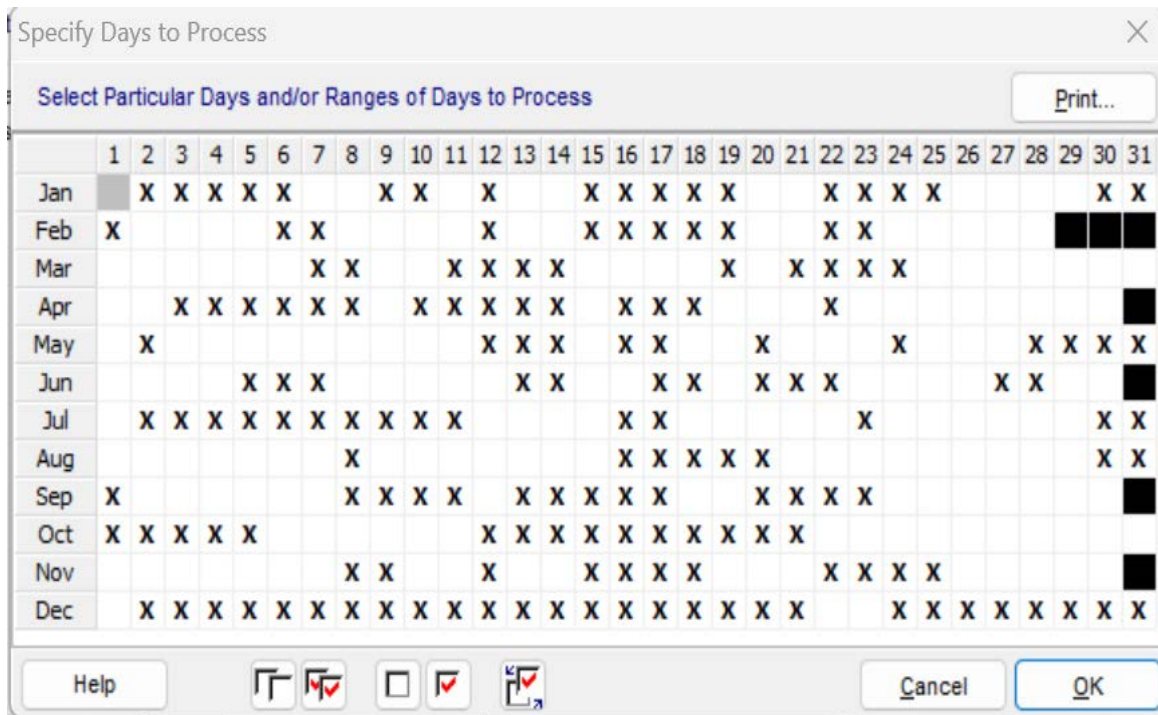 Specify Days to Process
Select Particular Days and/or Ranges of Days to Process Print...
1 2 3 4 5 6 7 8 9 10 11 12 13 14 15 16 17 18 19 20 21 22 23 24 25 26 27 28 29 30 31
Jan X X X X X X X X X X X X X X X X X X X
Feb X X X X X X X X X X X
Mar X X X X X X X X X X X
Apr X X X X X X X X X X X X X X X
May X X X X X X X X X X X X
Jun X X X X X X X X X X X X
Jul X X X X X X X X X X X X X X X
Aug X X X X X X X X
Sep X X X X X X X X X X X X X X
Oct X X X X X X X X X X X X X X X
Nov X X X X X X X X X X X
Dec X X X X X X X X X X X X X X X X X X X X X X X X X X X X
Help Cancel OK